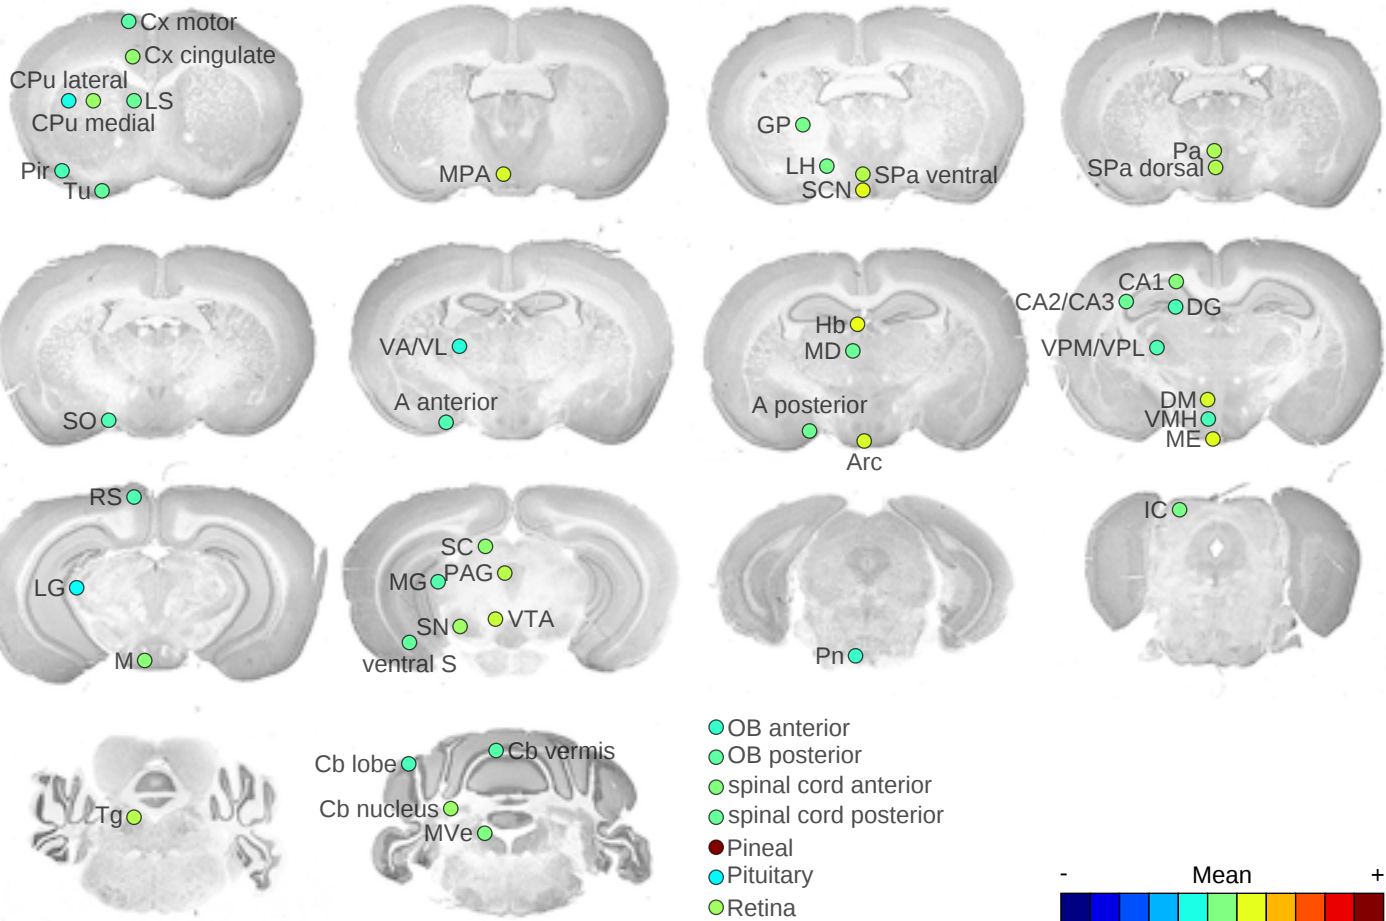 Cx motor
Cx cingulate
CPu lateral
LS
CPu medial
Pir
Tu
MPA
GP
LH
SPa ventral
SCN
Pa
SPa dorsal
SO
VA/VL
A anterior
Hb
MD
A posterior
Arc
CA1
CA2/CA3
DG
VPM/VPL
DM
VMH
ME
RS
LG
M
SC
MG
PAG
SN
VTA
ventral S
Pn
IC
Tg
Cb lobe
Cb vermis
Cb nucleus
MVe
OB anterior
OB posterior
spinal cord anterior
spinal cord posterior
Pineal
Pituitary
Retina
- Mean +